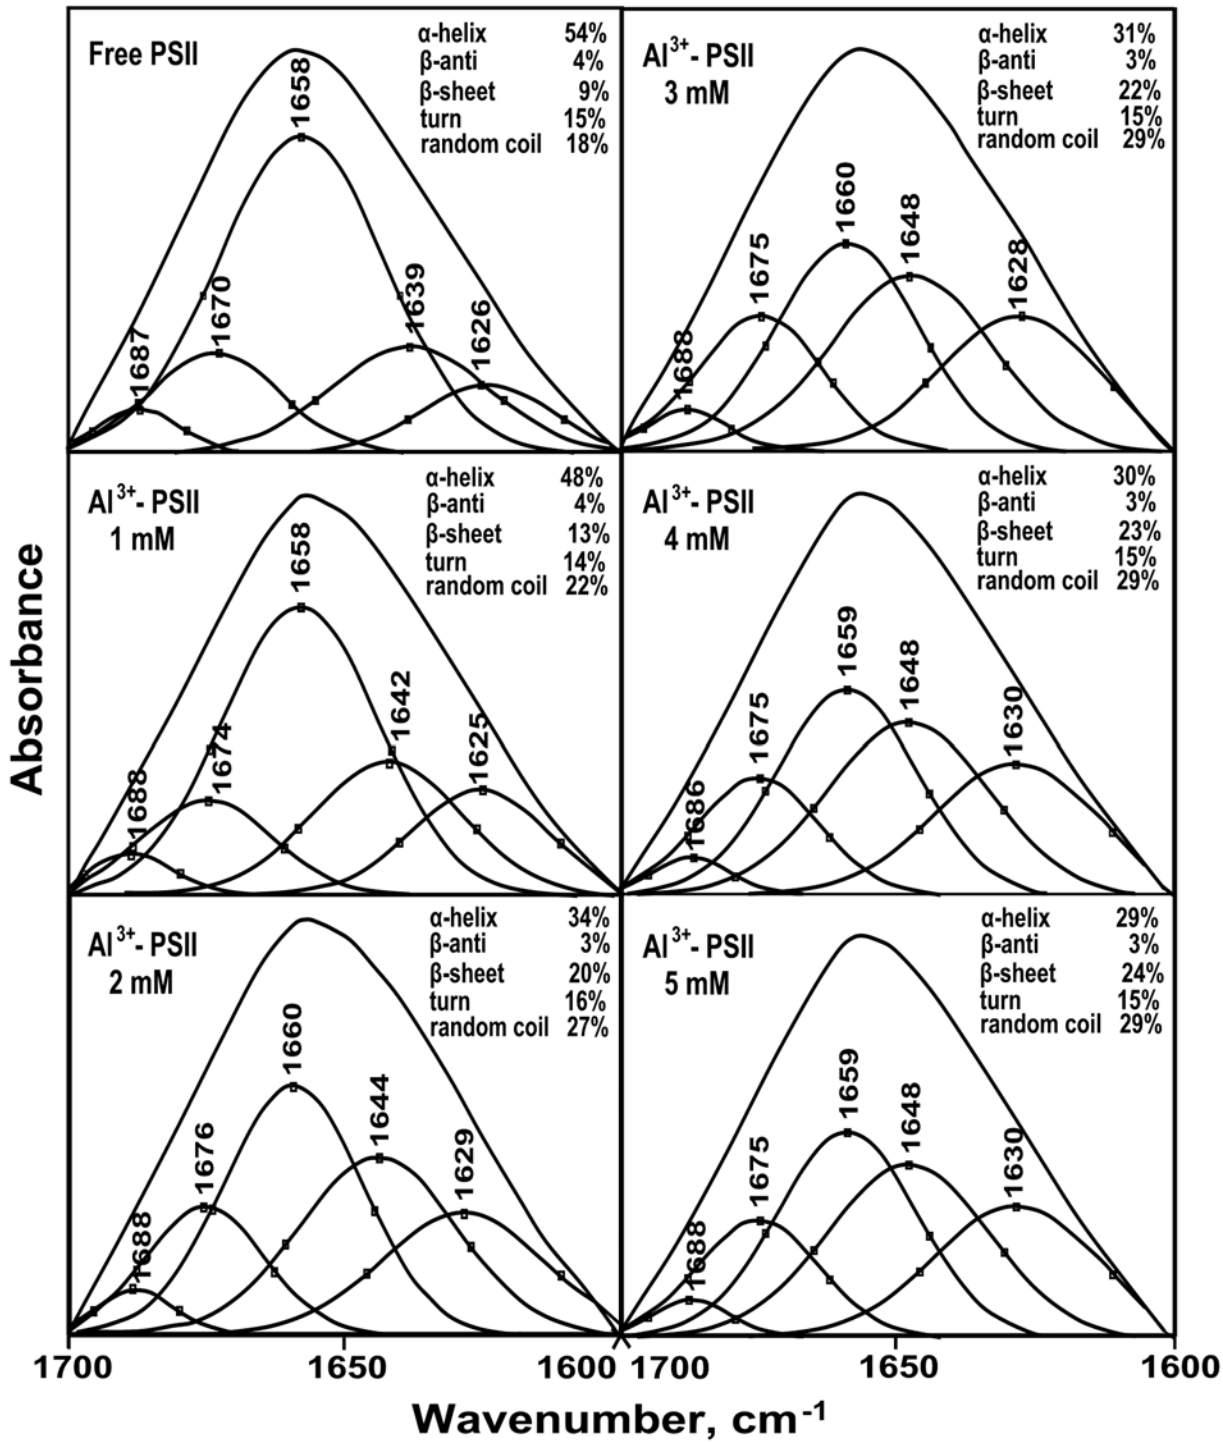 Free PSII
α-helix 54%
β-anti 4%
β-sheet 9%
turn 15%
random coil 18%
1687
1670
1658
1639
1626
Al3+- PSII
3 mM
α-helix 31%
β-anti 3%
β-sheet 22%
turn 15%
random coil 29%
1688
1675
1660
1648
1628
Al3+- PSII
1 mM
α-helix 48%
β-anti 4%
β-sheet 13%
turn 14%
random coil 22%
1688
1674
1658
1642
1625
Al3+- PSII
4 mM
α-helix 30%
β-anti 3%
β-sheet 23%
turn 15%
random coil 29%
1686
1675
1659
1648
1630
Al3+- PSII
2 mM
α-helix 34%
β-anti 3%
β-sheet 20%
turn 16%
random coil 27%
1688
1676
1660
1644
1629
Al3+- PSII
5 mM
α-helix 29%
β-anti 3%
β-sheet 24%
turn 15%
random coil 29%
1688
1675
1659
1648
1630
Absorbance
1700 1650 1600 1700 1650 1600
Wavenumber, cm-1